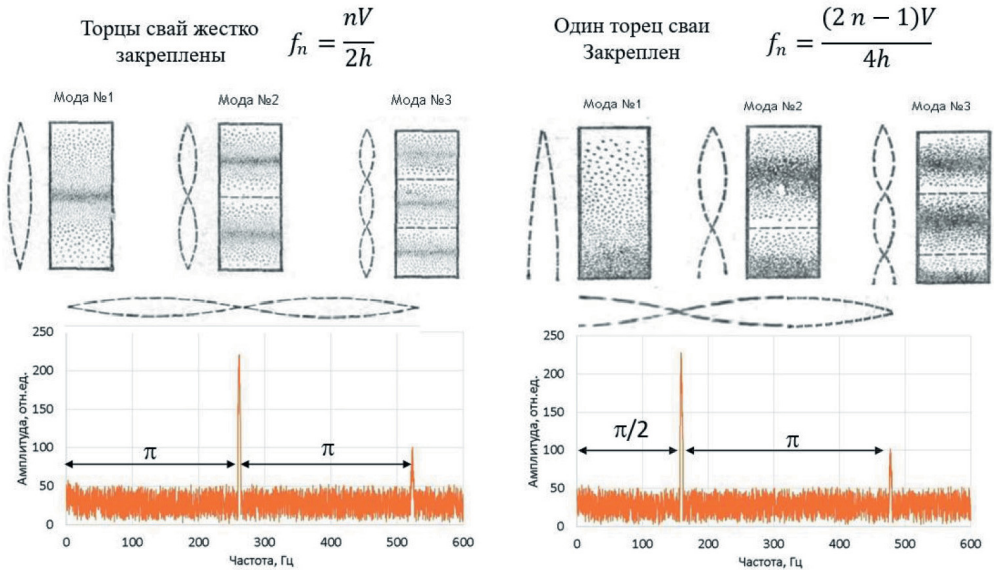 Торцы свай жестко
закреплены
f_n = nV / 2h
Мода №1
Мода №2
Мода №3
250
200
150
100
50
0
Амплитуда, отн.ед.
π
π
0
100
200
300
400
500
600
Частота, Гц
Один торец сваи
Закреплен
f_n = (2 n − 1)V / 4h
Мода №1
Мода №2
Мода №3
250
200
150
100
50
0
Амплитуда, отн.ед.
π/2
π
0
100
200
300
400
500
600
Частота, Гц